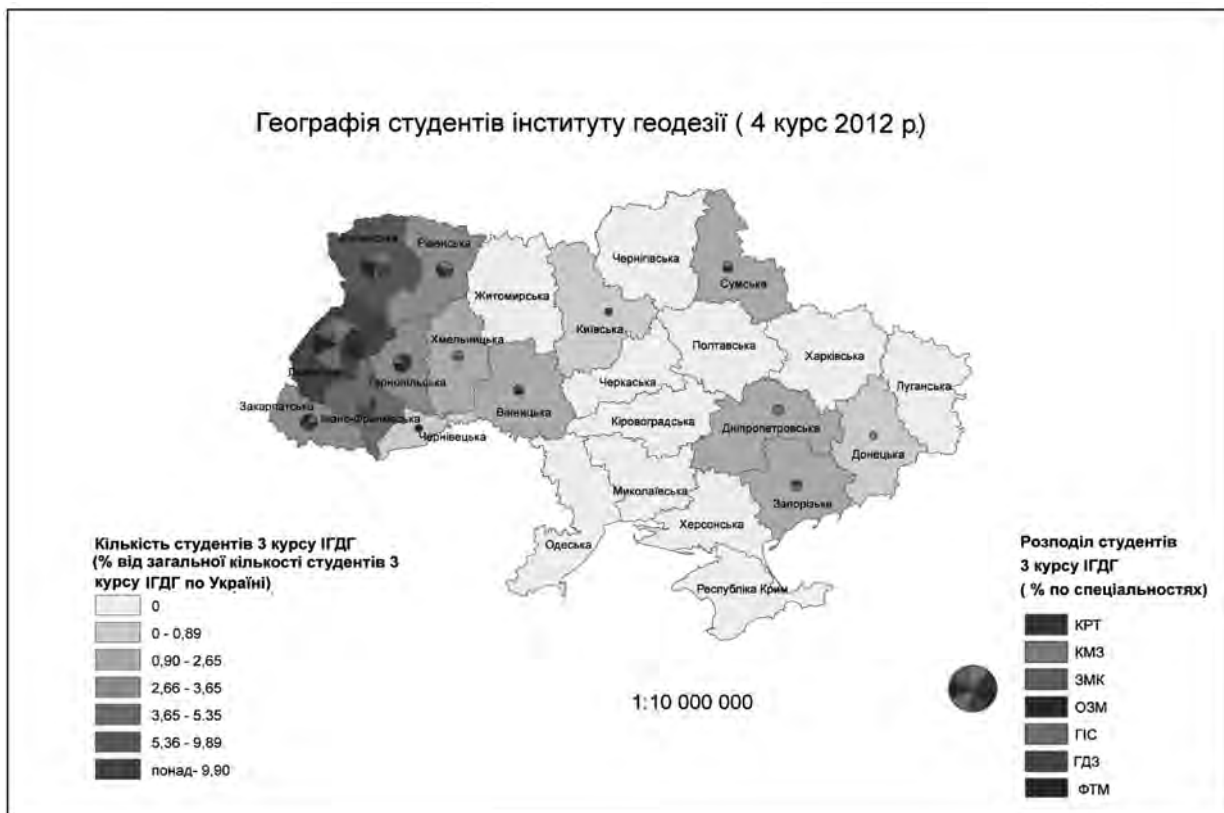 Географія студентів інституту геодезії ( 4 курс 2012 р.)
Чернігівська
Сумське
Рівенська
Житомирська
Київська
Хмельницька
Полтавська
Харківська
Луганська
Черкаська
Вінницька
Кіровоградська
Дніпропетровська
Донецька
Закарпатська
Івано-Франківська
Чернівецька
Запорізьке
Миколаївська
Херсонська
Одеська
Республіка Крим
Кількість студентів 3 курсу ІГДГ
(% від загальної кількості студентів 3
курсу ІГДГ по Україні)
0
0 - 0,89
0,90 - 2,65
2,66 - 3,65
3,65 - 5.35
5,36 - 9,89
понад- 9,90
1:10 000 000
Розподіл студентів
3 курсу ІГДГ
( % по спеціальностях)
КРТ
КМЗ
ЗМК
ОЗМ
ГІС
ГДЗ
ФТМ